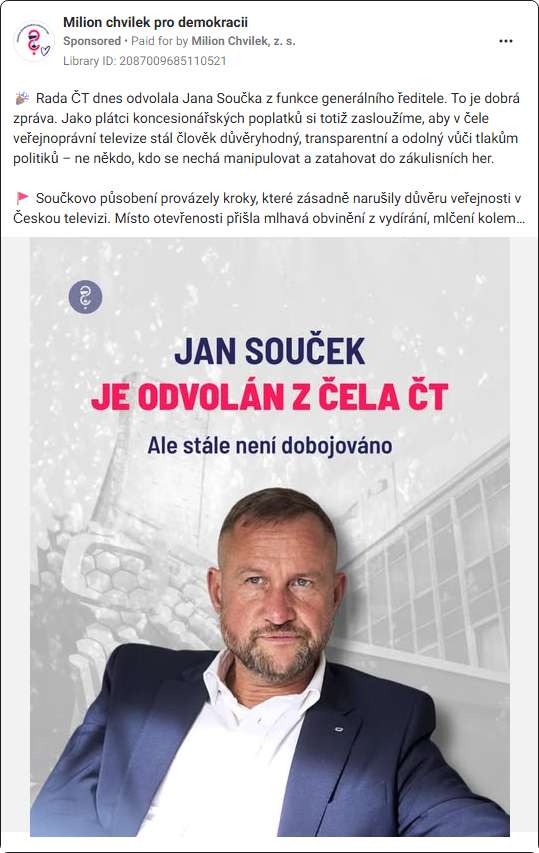 Milion chvilek pro demokracii
Sponsored • Paid for by Milion Chvilek, z. s.
Library ID: 2087009685110521
🎉 Rada ČT dnes odvolala Jana Součka z funkce generálního ředitele. To je dobrá
zpráva. Jako plátci koncesionářských poplatků si totiž zasloužíme, aby v čele
veřejnoprávní televize stál člověk důvěryhodný, transparentní a odolný vůči tlakům
politiků – ne někdo, kdo se nechá manipulovat a zatahovat do zákulisních her.
🚩 Součkovo působení provázely kroky, které zásadně narušily důvěru veřejnosti v
Českou televizi. Místo otevřenosti přišla mlhavá obvinění z vydírání, mlčení kolem...
JAN SOUČEK
JE ODVOLÁN Z ČELA ČT
Ale stále není dobojováno